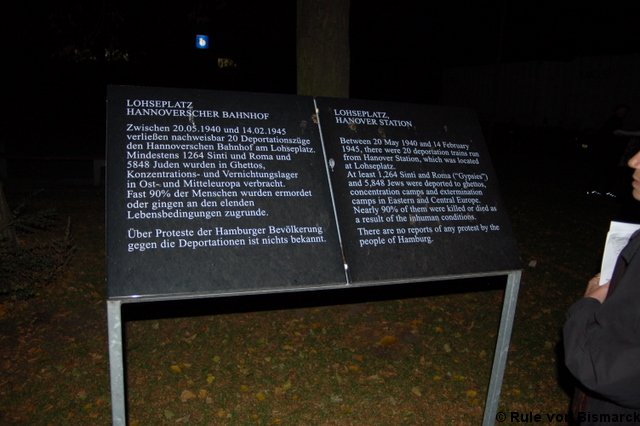 LOHSEPLATZ
HANNOVERSCHER BAHNHOF
Zwischen 20.05.1940 und 14.02.1945
verließen nachweisbar 20 Deportationszüge
den Hannoverschen Bahnhof am Lohseplatz.
Mindestens 1264 Sinti und Roma und
5848 Juden wurden in Ghettos,
Konzentrations- und Vernichtungslager
in Ost- und Mitteleuropa verbracht.
Fast 90% der Menschen wurden ermordet
oder gingen an den elenden
Lebensbedingungen zugrunde.
Über Proteste der Hamburger Bevölkerung
gegen die Deportationen ist nichts bekannt.
LOHSEPLATZ,
HANOVER STATION
Between 20 May 1940 and 14 February
1945, there were 20 deportation trains run
from Hanover Station, which was located
at Lohseplatz.
At least 1,264 Sinti and Roma ("Gypsies")
and 5,848 Jews were deported to ghettos,
concentration camps and extermination
camps in Eastern and Central Europe.
Nearly 90% of them were killed or died as
a result of the inhuman conditions.
There are no reports of any protest by the
people of Hamburg.
© Rule von Bismarck